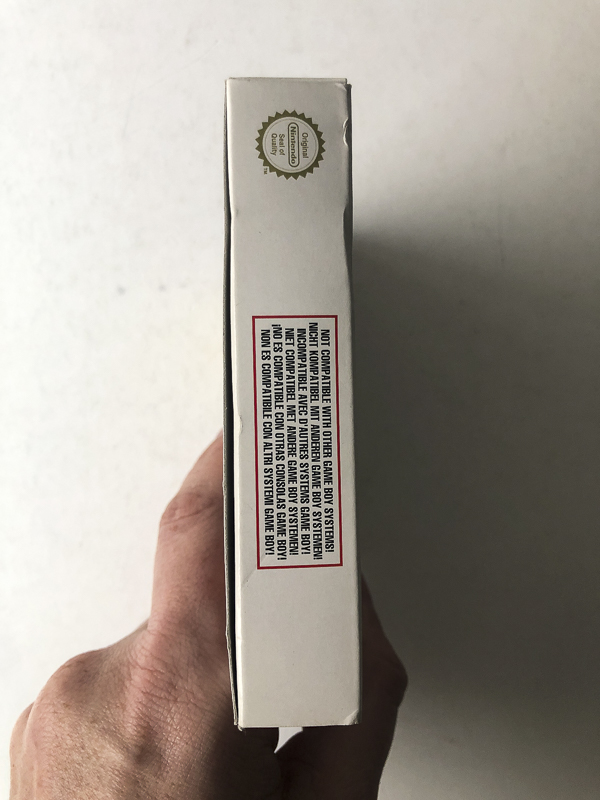 Original
Nintendo
Seal of
Quality
TM
NOT COMPATIBLE WITH OTHER GAME BOY SYSTEMS!
NICHT KOMPATIBEL MIT ANDEREN GAME BOY SYSTEMEN!
INCOMPATIBLE AVEC D'AUTRES SYSTEMS GAME BOY!
NIET COMPATIBEL MET ANDERE GAME BOY SYSTEMEN!
¡NO ES COMPATIBLE CON OTRAS CONSOLAS GAME BOY!
NON ES COMPATIBILE CON ALTRI SYSTEMI GAME BOY!